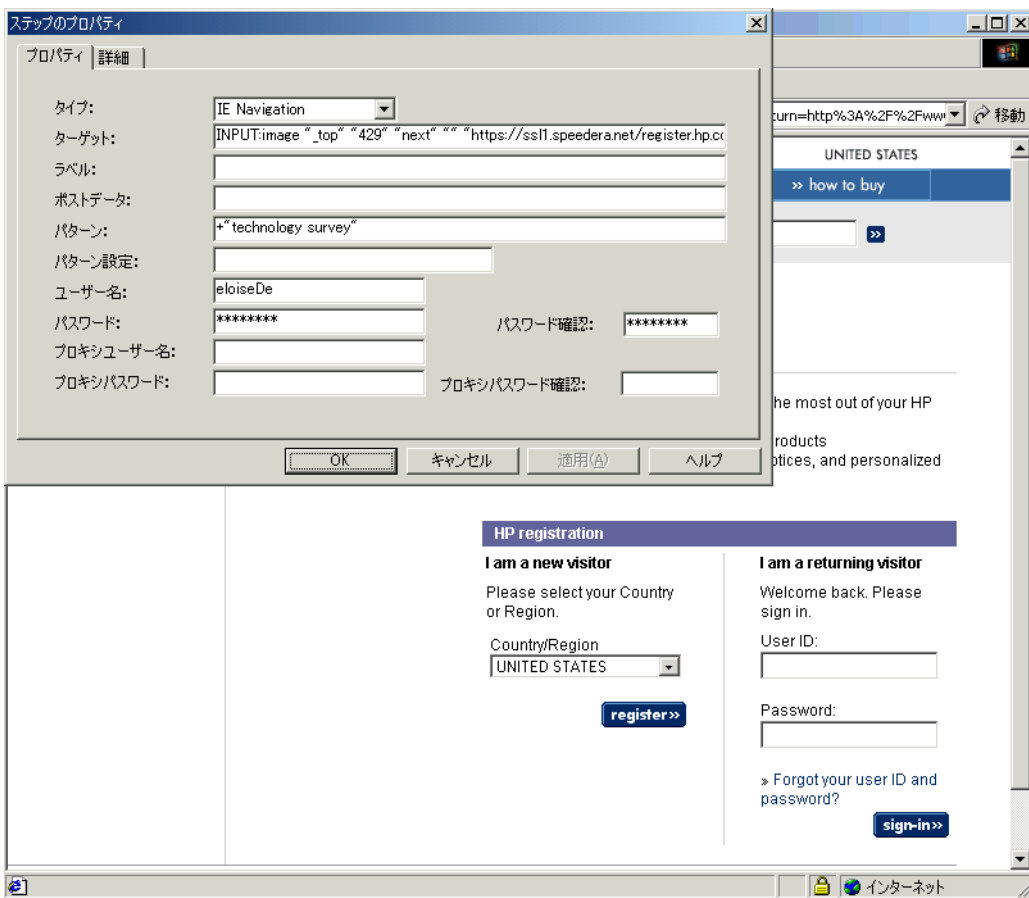 ステップのプロパティ
プロパティ 詳細
タイプ: IE Navigation
ターゲット: INPUT:image "_top" "429" "next" "" "https://ssl1.speedera.net/register.hp.co
ラベル:
ポストデータ:
パターン: +"technology survey"
パターン設定:
ユーザー名: eloiseDe
パスワード: ******** パスワード確認: ********
プロキシユーザー名:
プロキシパスワード: プロキシパスワード確認:
OK キャンセル 適用(A) ヘルプ
turn=http%3A%2F%2Fww 移動
UNITED STATES
» how to buy
»
he most out of your HP
roducts
otices, and personalized
HP registration
I am a new visitor
Please select your Country
or Region.
Country/Region
UNITED STATES
register»
I am a returning visitor
Welcome back. Please
sign in.
User ID:
Password:
» Forgot your user ID and
password?
sign-in»
インターネット